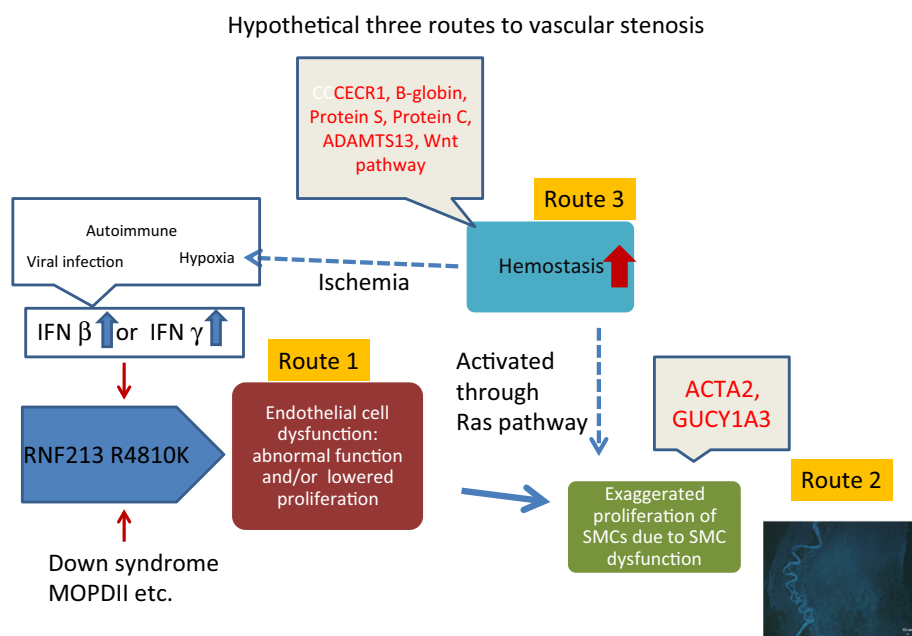 Hypothetical three routes to vascular stenosis
CCCECR1, B-globin,
Protein S, Protein C,
ADAMTS13, Wnt
pathway
Route 3
Hemostasis
Autoimmune
Viral infection
Hypoxia
Ischemia
IFN β or IFN γ
Route 1
Activated
through
Ras pathway
ACTA2,
GUCY1A3
RNF213 R4810K
Endothelial cell
dysfunction:
abnormal function
and/or lowered
proliferation
Route 2
Exaggerated
proliferation of
SMCs due to SMC
dysfunction
Down syndrome
MOPDII etc.